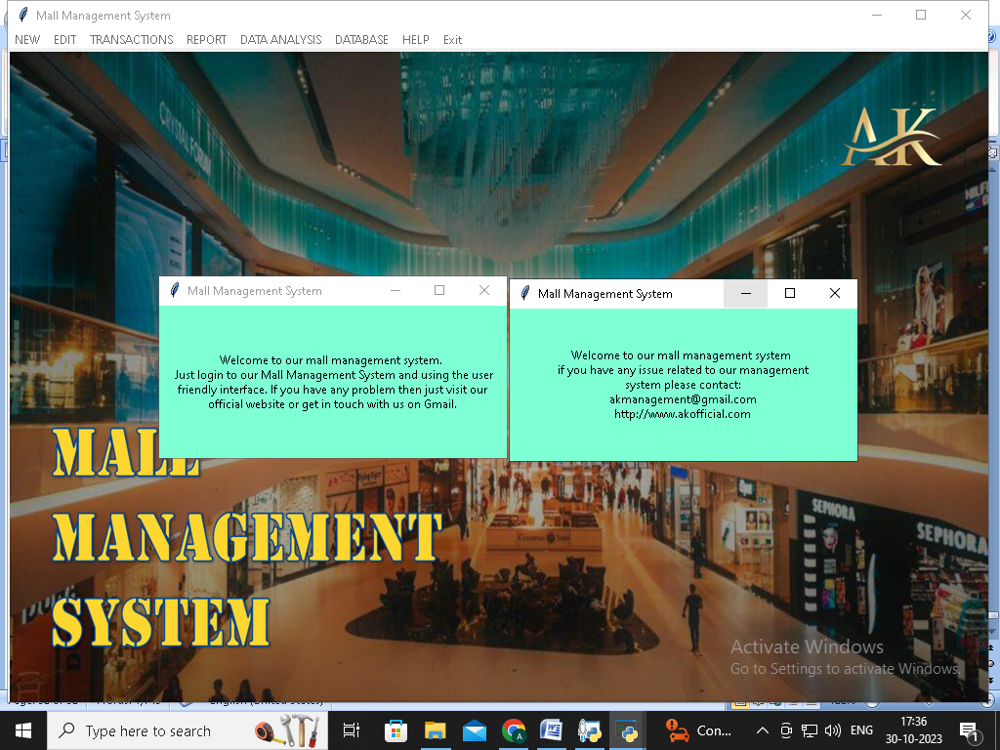 Mall Management System
NEW EDIT TRANSACTIONS REPORT DATA ANALYSIS DATABASE HELP Exit
CRYSTAL FORUM
AK
Mall Management System
Welcome to our mall management system.
Just login to our Mall Management System and using the user
friendly interface. If you have any problem then just visit our
official website or get in touch with us on Gmail.
Mall Management System
Welcome to our mall management system
if you have any issue related to our management
system please contact:
akmanagement@gmail.com
http://www.akofficial.com
MALL
MANAGEMENT
SYSTEM
SEPHORA
SEPHORA
Activate Windows
Go to Settings to activate Windows.
Type here to search
Con...
ENG
17:36
30-10-2023
1